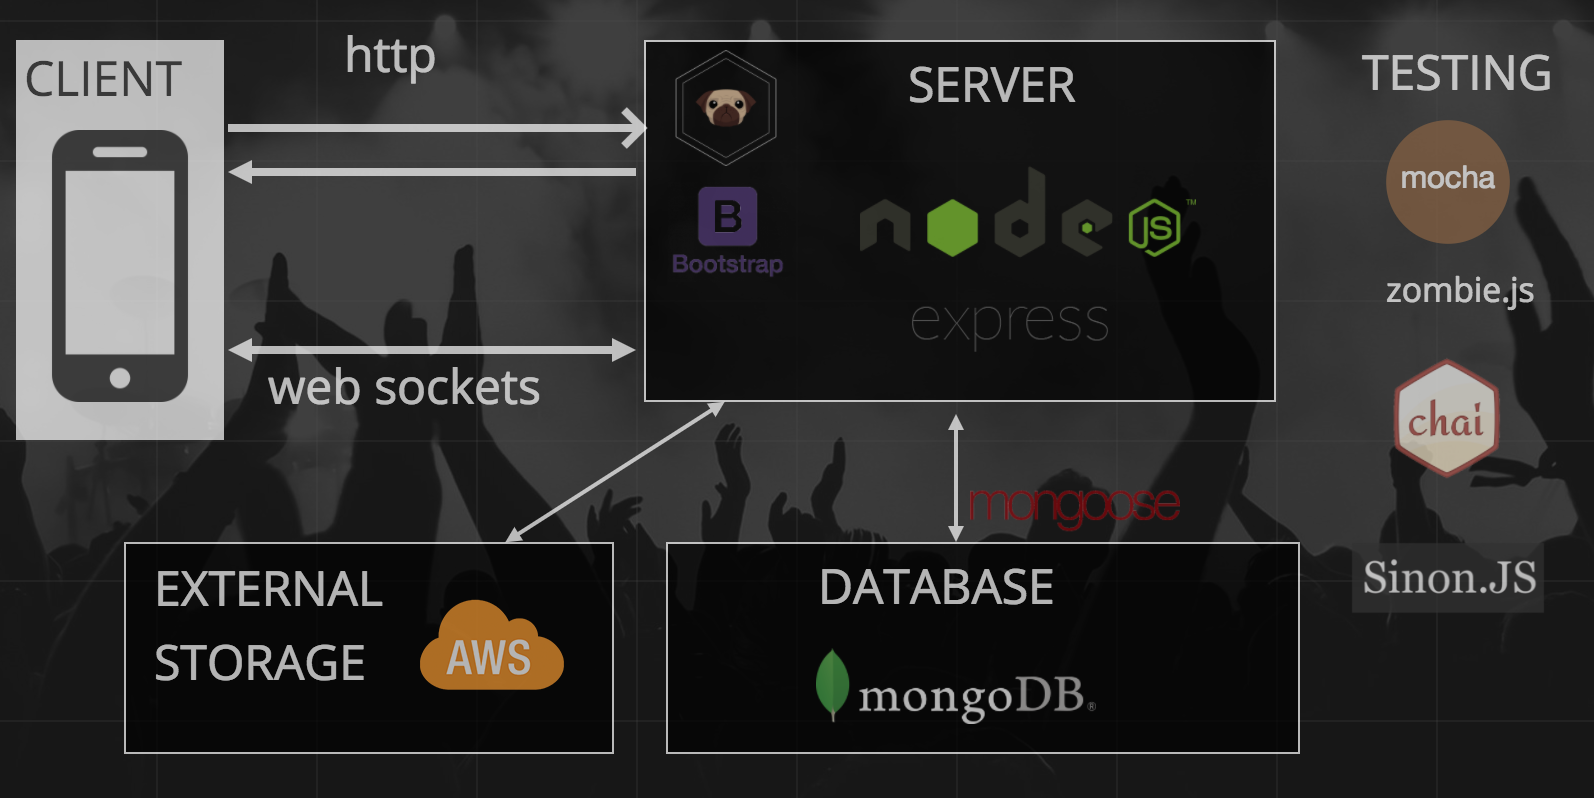 CLIENT
http
web sockets
SERVER
B
Bootstrap
node
JS
TM
express
mongoose
EXTERNAL
STORAGE
AWS
DATABASE
mongoDB®
TESTING
mocha
zombie.js
chai
Sinon.JS